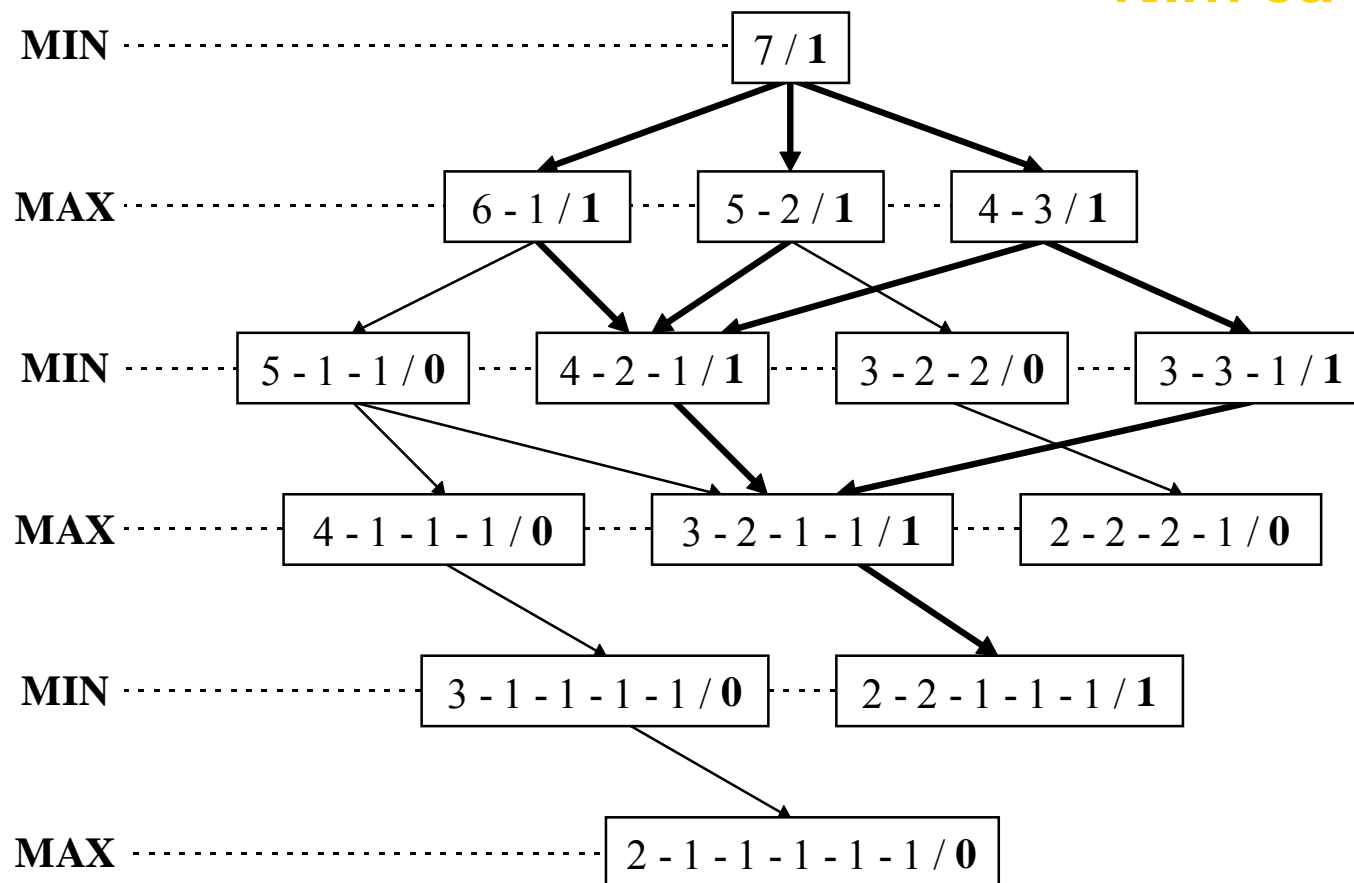 MIN 7 / 1
MAX 6 - 1 / 1 5 - 2 / 1 4 - 3 / 1
MIN 5 - 1 - 1 / 0 4 - 2 - 1 / 1 3 - 2 - 2 / 0 3 - 3 - 1 / 1
MAX 4 - 1 - 1 - 1 / 0 3 - 2 - 1 - 1 / 1 2 - 2 - 2 - 1 / 0
MIN 3 - 1 - 1 - 1 - 1 / 0 2 - 2 - 1 - 1 - 1 / 1
MAX 2 - 1 - 1 - 1 - 1 - 1 / 0